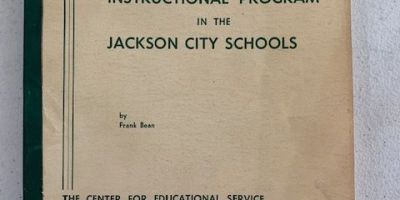 INSTRUCTIONAL PROGRAM
IN THE
JACKSON CITY SCHOOLS
by
Frank Bean
THE CENTER FOR EDUCATIONAL SERVICE